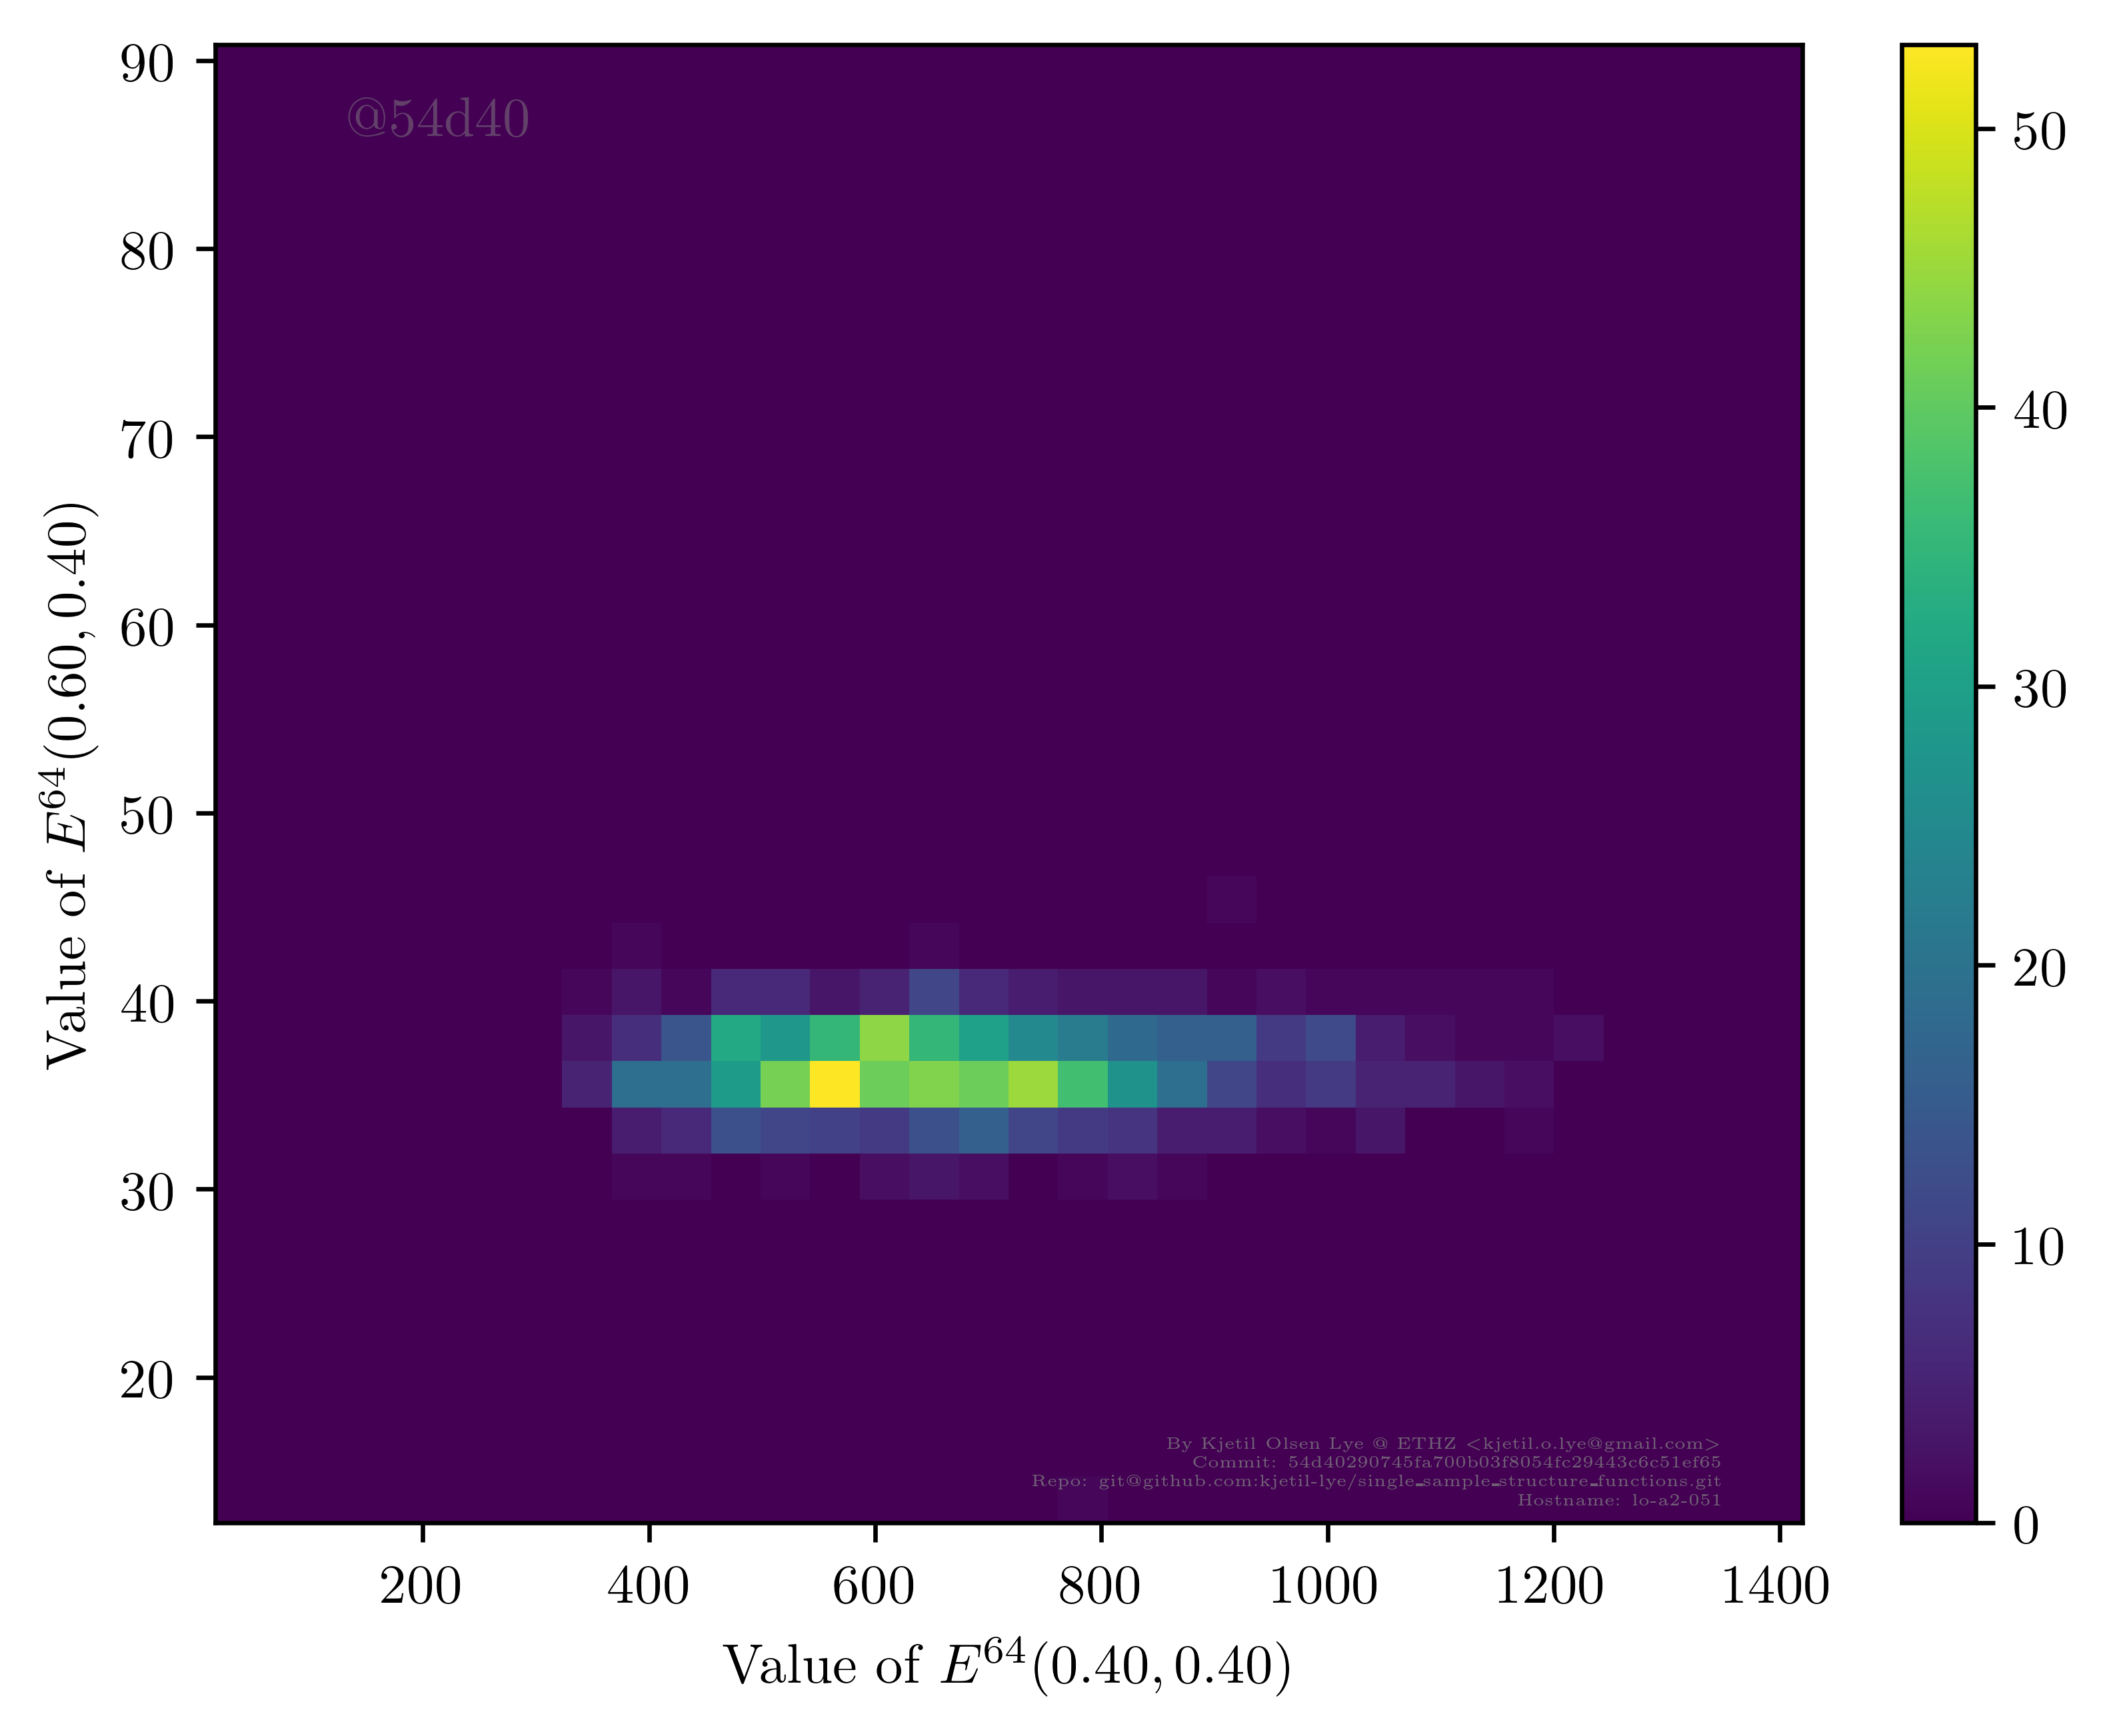 @54d40
90
80
70
60
50
40
30
20
Value of E^64(0.60, 0.40)
200 400 600 800 1000 1200 1400
Value of E^64(0.40, 0.40)
50
40
30
20
10
0
By Kjetil Olsen Lye @ ETHZ <kjetil.o.lye@gmail.com>
Commit: 54d40290745fa700b03f8054fc29443c6c51ef65
Repo: git@github.com:kjetil-lye/single_sample_structure_functions.git
Hostname: lo-a2-051